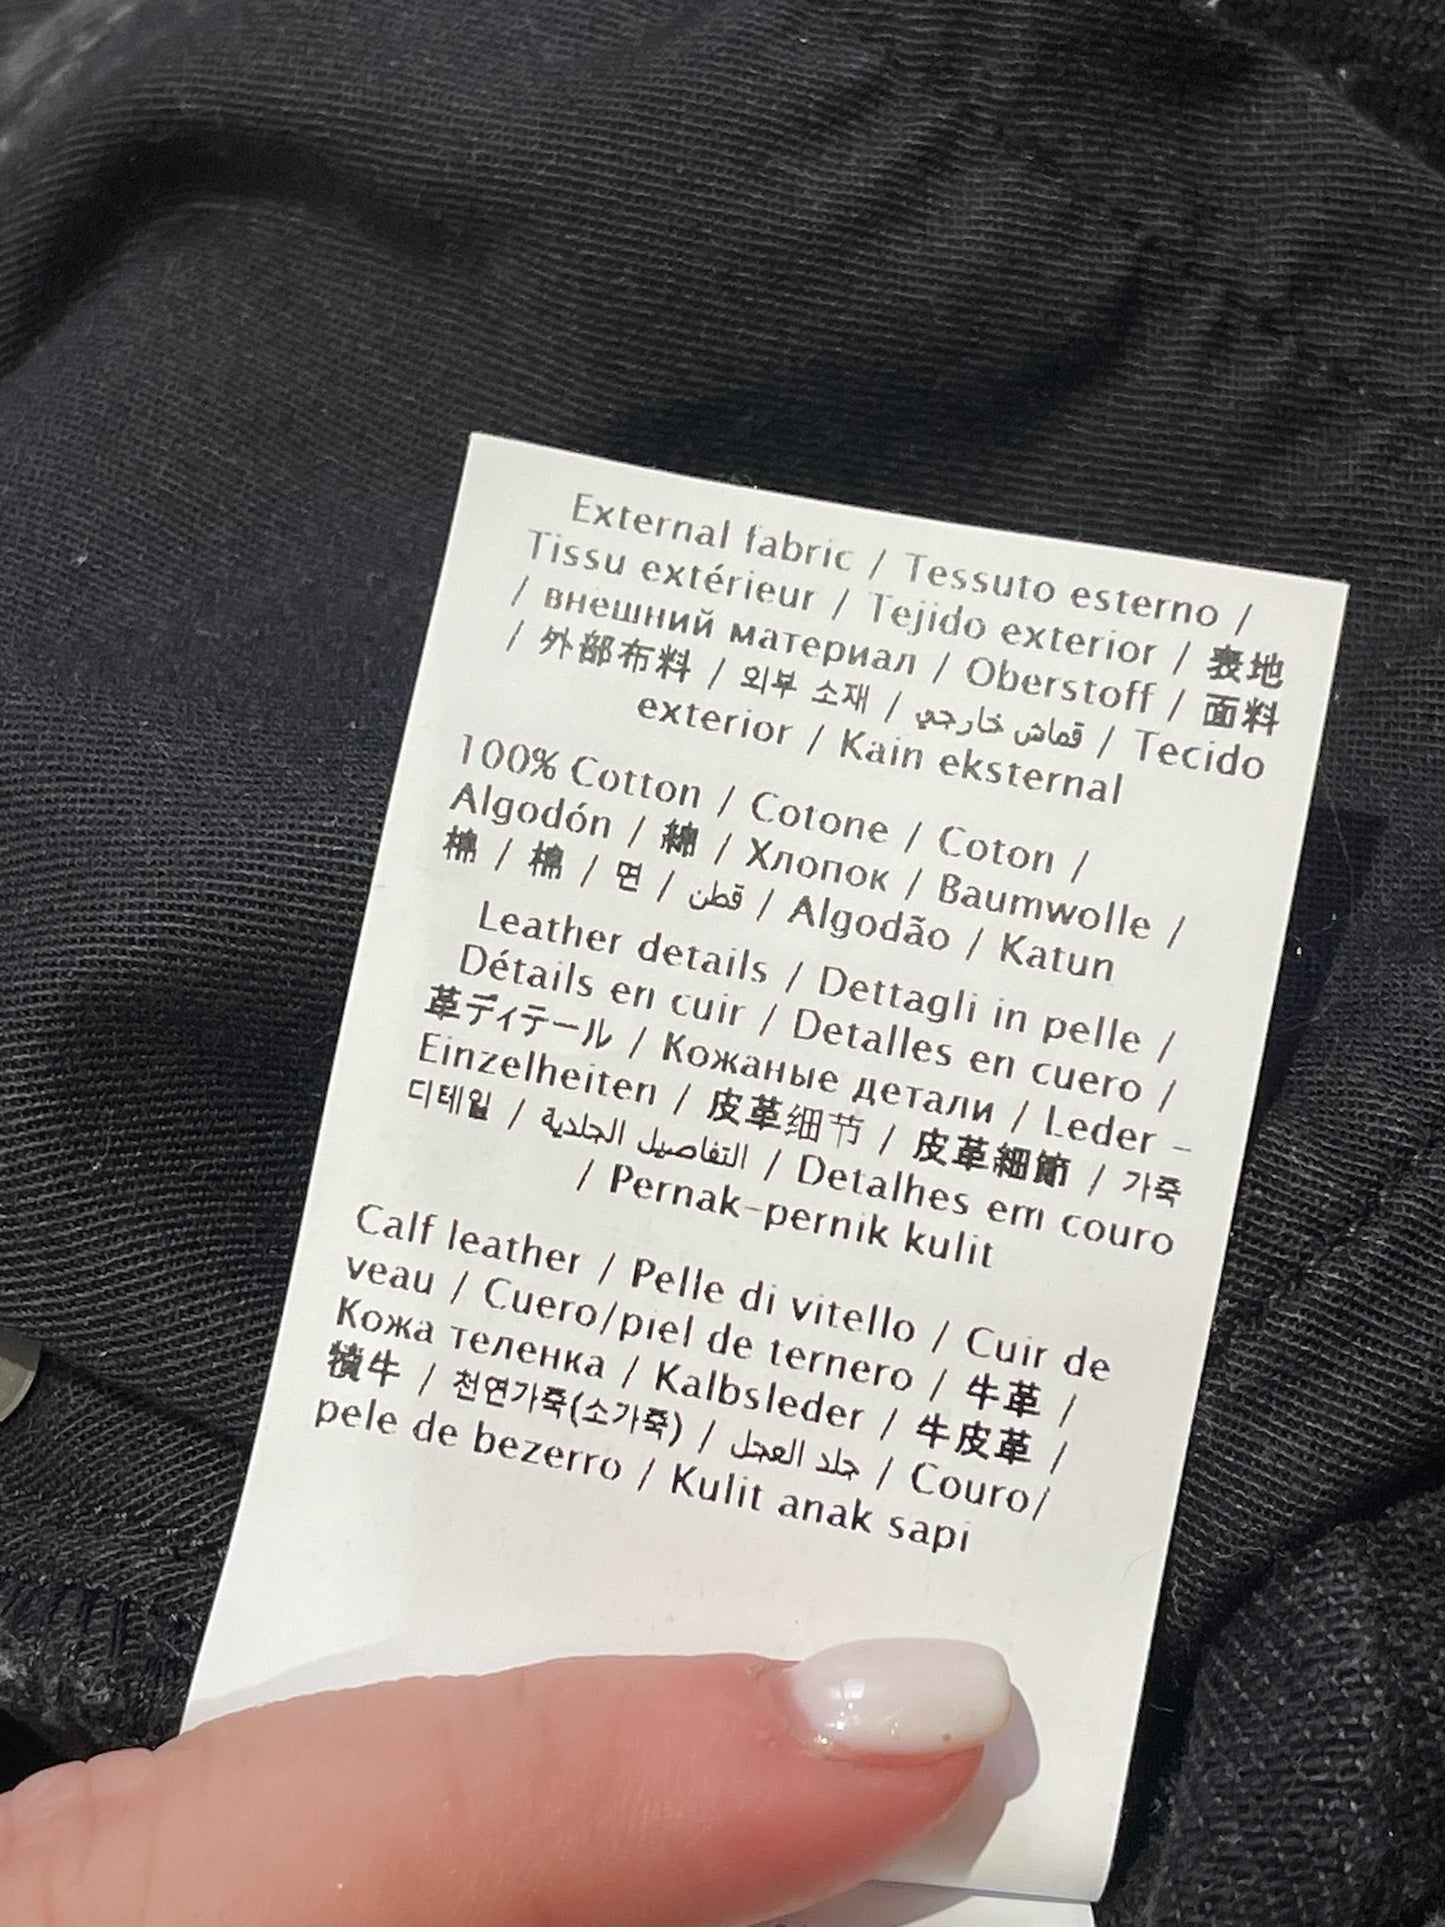 External fabric / Tessuto esterno /
Tissu extérieur / Tejido exterior / 表地
/ внешний материал / Oberstoff / 面料
/ 外部布料 / 외부 소재 / قماش خارجي / Tecido
exterior / Kain eksternal
100% Cotton / Cotone / Coton /
Algodón / 綿 / Хлопок / Baumwolle /
棉 / 棉 / 면 / قطن / Algodão / Katun
Leather details / Dettagli in pelle /
Détails en cuir / Detalles en cuero /
革ディテール / Кожаные детали / Leder -
Einzelheiten / 皮革细节 / 皮革細節 / 가죽
디테일 / التفاصيل الجلدية / Detalhes em couro
/ Pernak-pernik kulit
Calf leather / Pelle di vitello / Cuir de
veau / Cuero/piel de ternero / 牛革 /
Кожа теленка / Kalbsleder / 牛皮革 /
犢牛 / 천연가죽(소가죽) / جلد العجل / Couro/
pele de bezerro / Kulit anak sapi